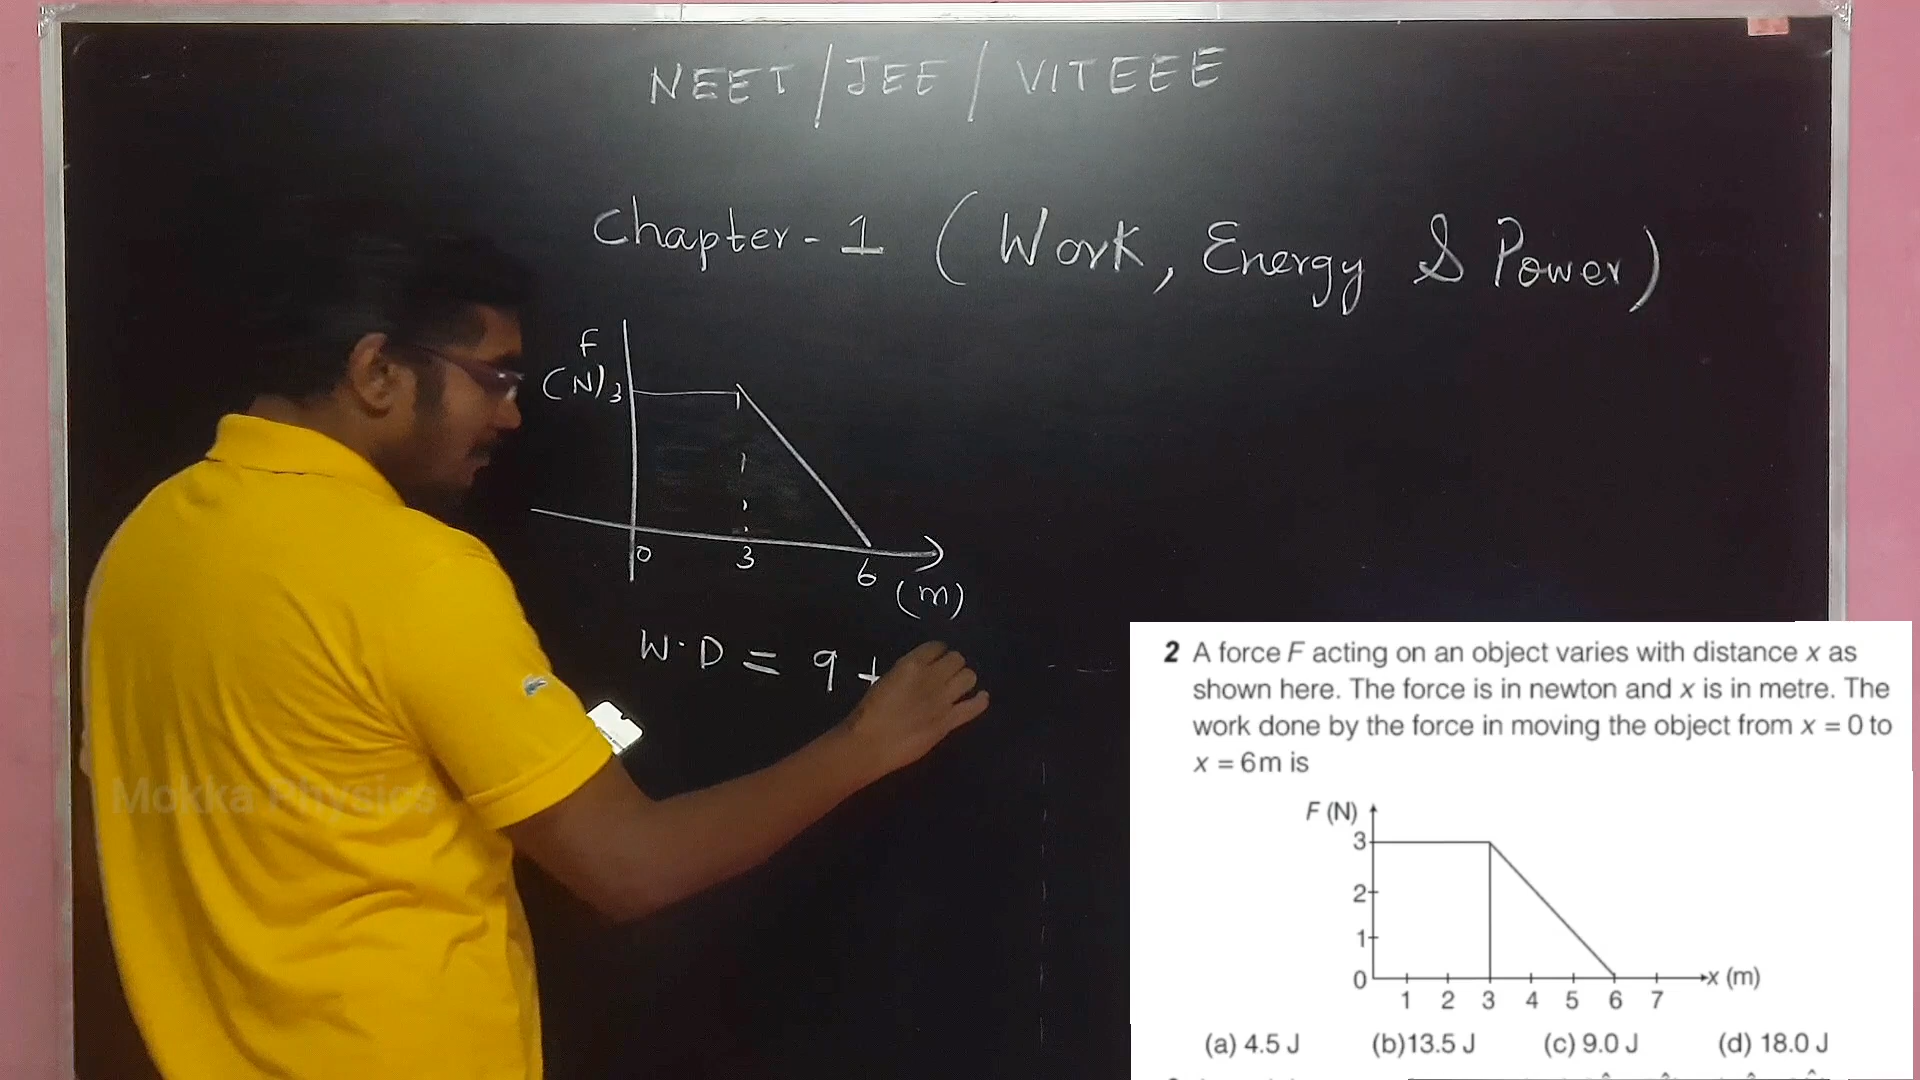 NEET / JEE / VITEEE
Chapter - 1 ( Work, Energy & Power )
F
(N) 3
0 3 6
(m)
W.D = 9 +
Mokka Physics
2 A force F acting on an object varies with distance x as
shown here. The force is in newton and x is in metre. The
work done by the force in moving the object from x = 0 to
x = 6m is
F (N)
3
2
1
0
1 2 3 4 5 6 7
x (m)
(a) 4.5 J (b)13.5 J (c) 9.0 J (d) 18.0 J